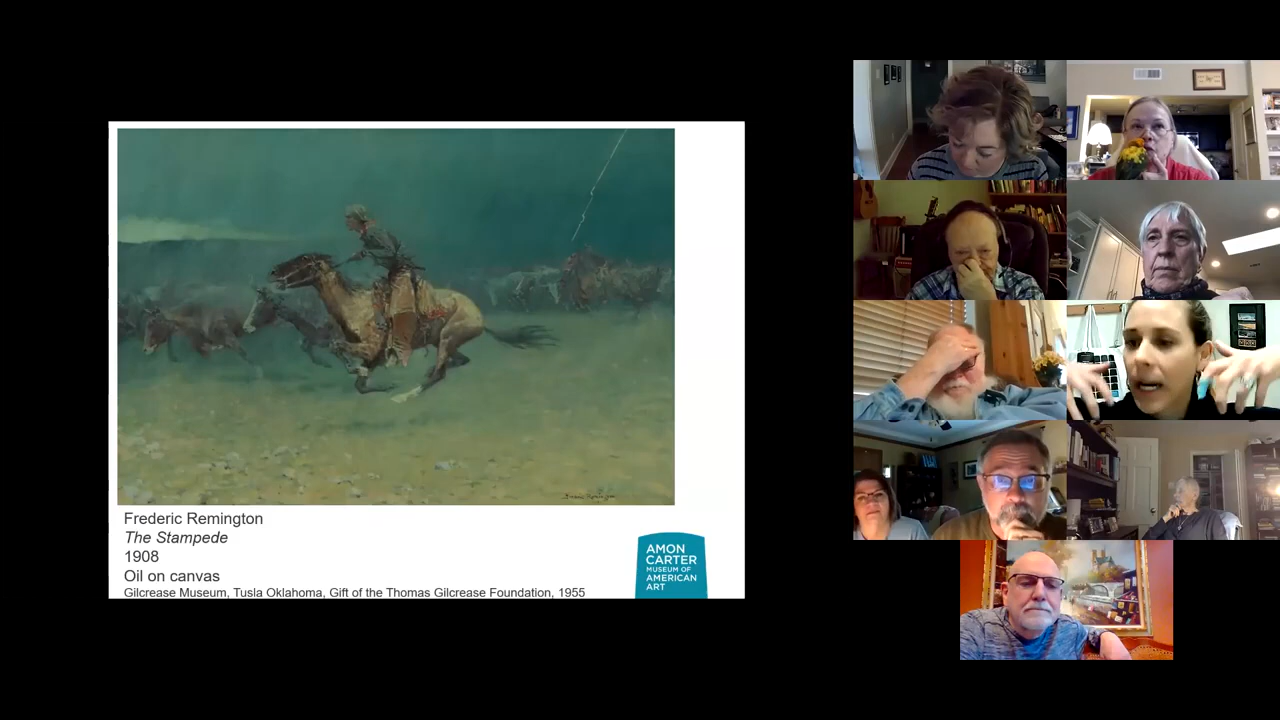 Frederic Remington
The Stampede
1908
Oil on canvas
Gilcrease Museum, Tusla Oklahoma, Gift of the Thomas Gilcrease Foundation, 1955
AMON
CARTER
MUSEUM OF
AMERICAN
ART